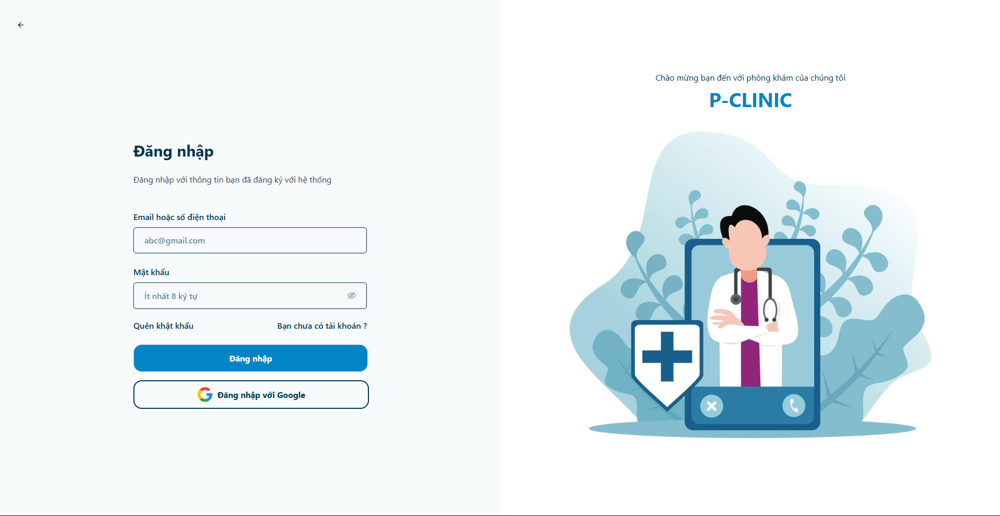 Đăng nhập
Đăng nhập với thông tin bạn đã đăng ký với hệ thống
Email hoặc số điện thoại
abc@gmail.com
Mật khẩu
Ít nhất 8 ký tự
Quên khật khẩu
Bạn chưa có tài khoản ?
Đăng nhập
Đăng nhập với Google
Chào mừng bạn đến với phòng khám của chúng tôi
P-CLINIC